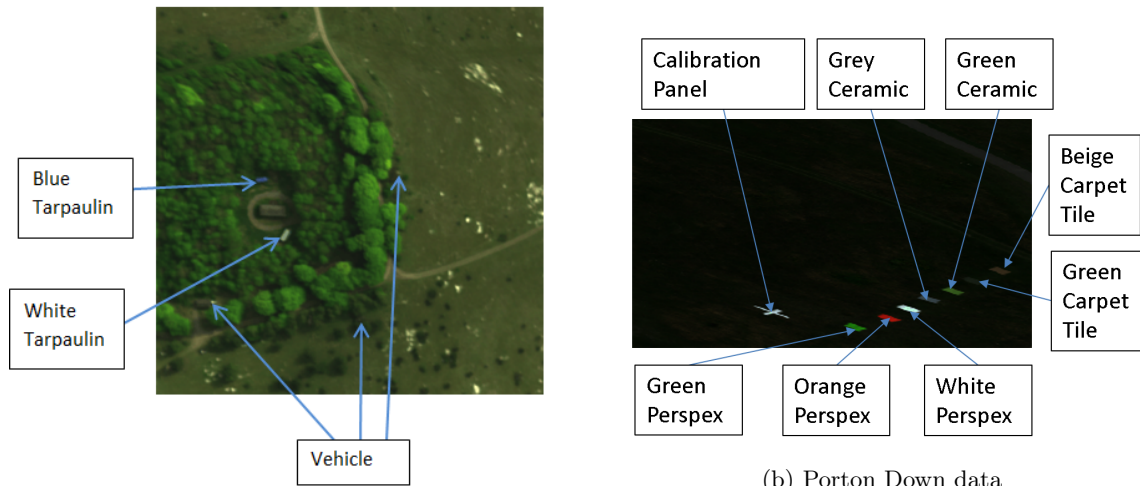 Blue
Tarpaulin
White
Tarpaulin
Vehicle
Calibration
Panel
Grey
Ceramic
Green
Ceramic
Beige
Carpet
Tile
Green
Carpet
Tile
Green
Perspex
Orange
Perspex
White
Perspex
(b) Porton Down data